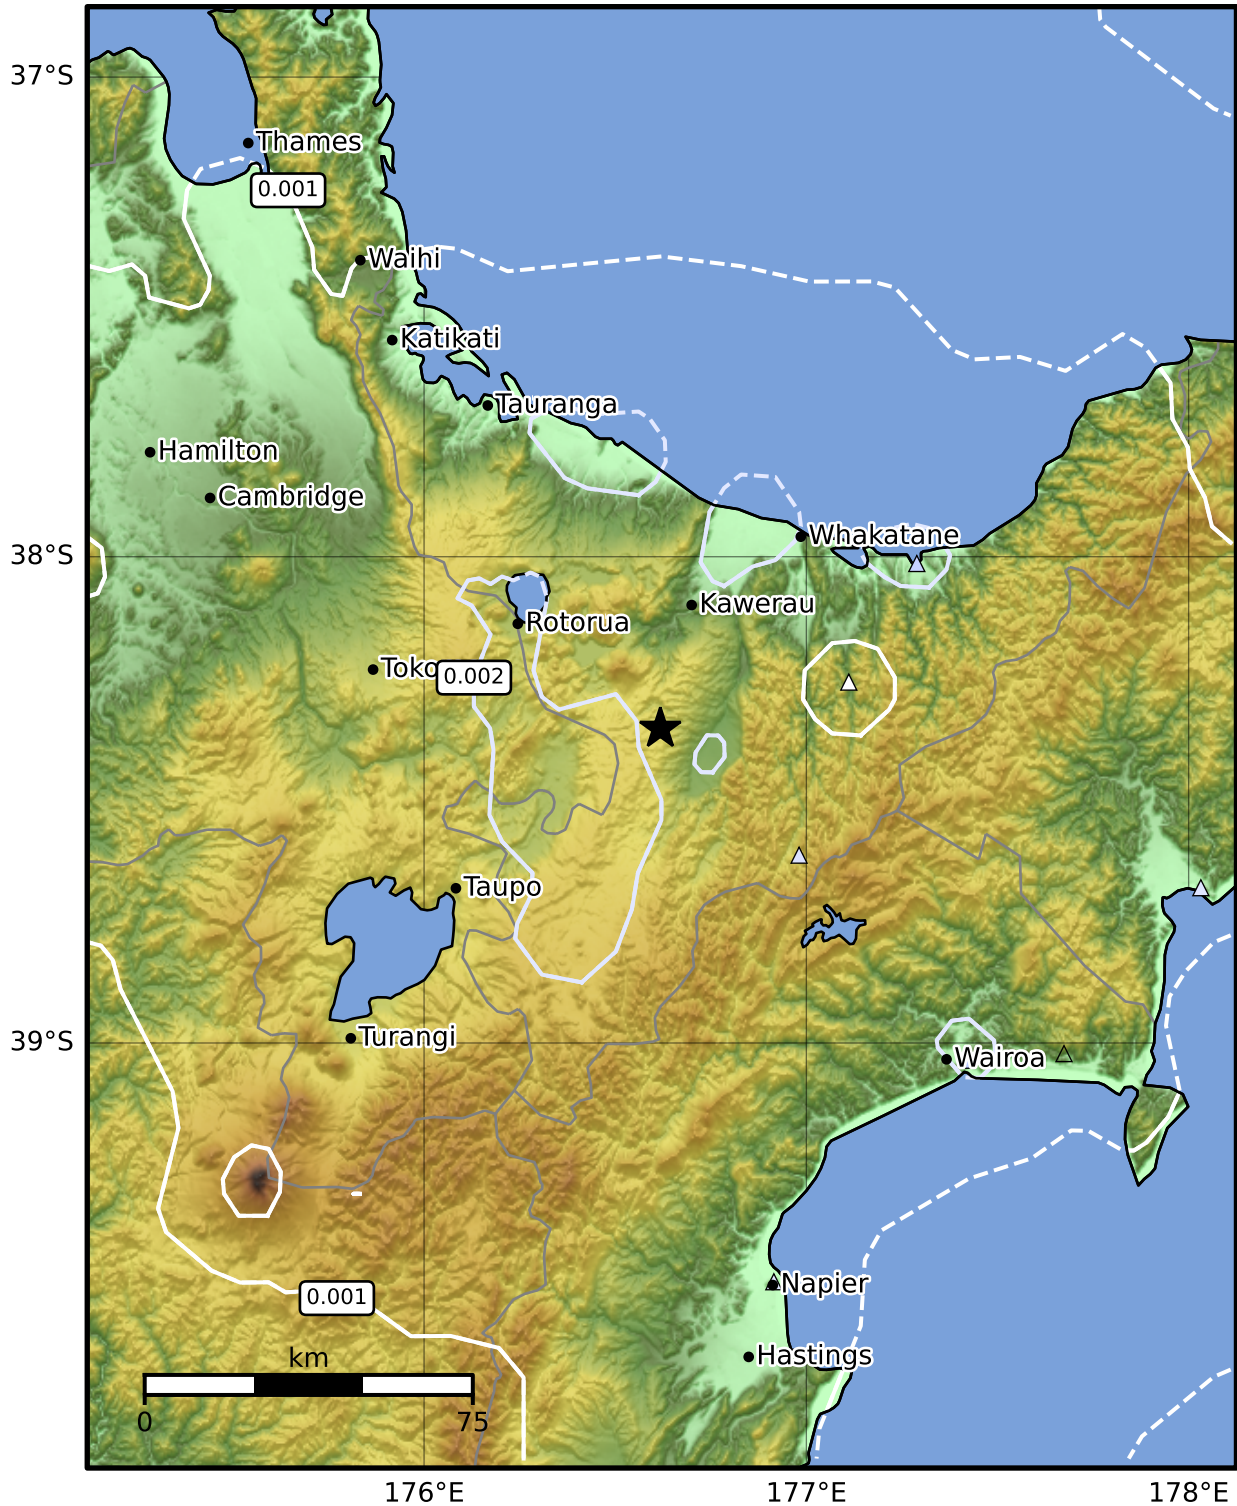 37°S
Thames
0.001
Waihi
Katikati
Tauranga
Hamilton
Cambridge
Whakatane
38°S
Kawerau
Rotorua
Toko
0.002
Taupo
39°S
Turangi
Wairoa
Napier
0.001
Hastings
km
0
75
176°E
177°E
178°E